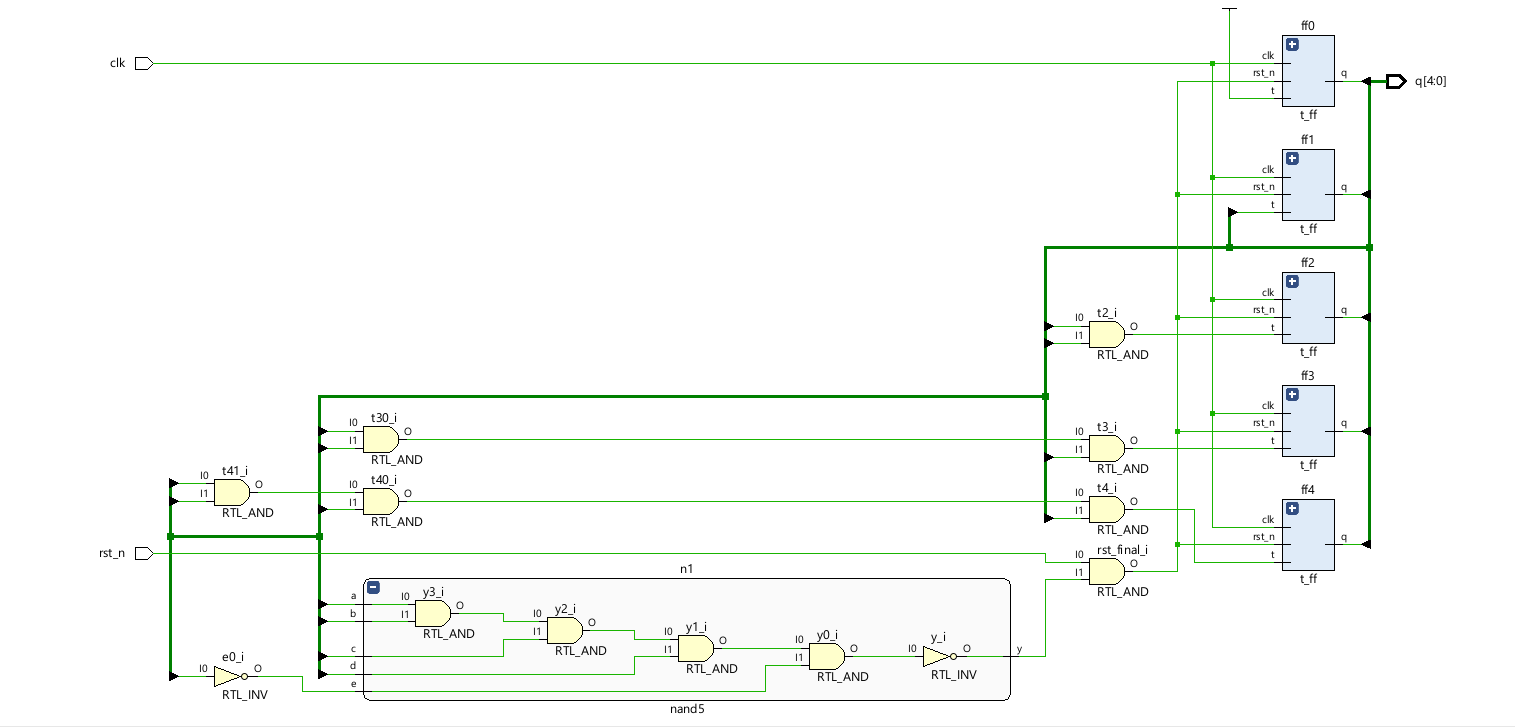 ff0
clk
clk
rst_n
q
q[4:0]
t
t_ff
ff1
clk
rst_n
q
t
t_ff
ff2
clk
t2_i
I0
O
rst_n
q
I1
t
RTL_AND
t_ff
ff3
clk
t30_i
I0
O
t3_i
I0
O
rst_n
q
I1
I1
t
RTL_AND
RTL_AND
t_ff
t41_i
I0
O
t40_i
I0
O
t4_i
I0
O
ff4
clk
I1
I1
I1
rst_n
q
RTL_AND
RTL_AND
RTL_AND
t
rst_n
rst_final_i
I0
O
I1
t_ff
RTL_AND
n1
a
I0
y3_i
O
b
I1
RTL_AND
y2_i
I0
O
I1
RTL_AND
y1_i
I0
O
I1
RTL_AND
y0_i
I0
O
I1
RTL_AND
y_i
I0
O
RTL_INV
y
c
d
e
e0_i
I0
O
RTL_INV
nand5